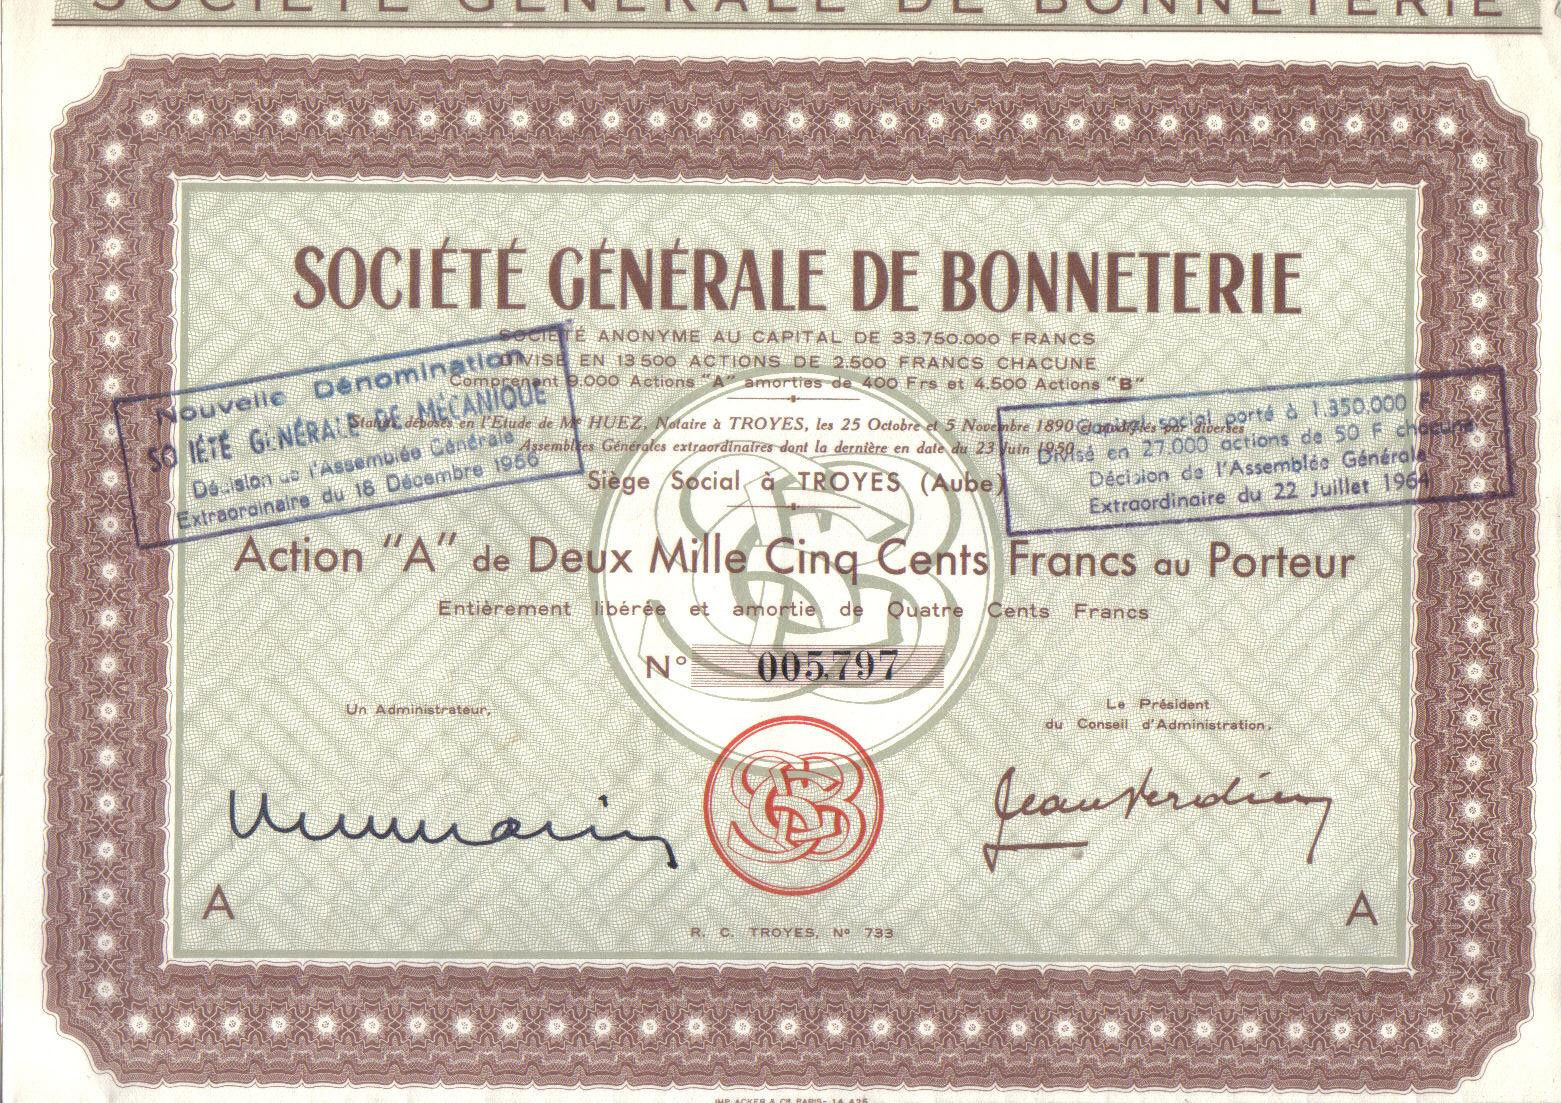 SOCIÉTÉ GÉNÉRALE DE BONNETERIE
SOCIÉTÉ GÉNÉRALE DE BONNETERIE
SOCIÉTÉ ANONYME AU CAPITAL DE 33.750.000 FRANCS
DIVISÉ EN 13.500 ACTIONS DE 2.500 FRANCS CHACUNE
Comprenant 9.000 Actions "A" amorties de 400 Frs et 4.500 Actions "B"
Statuts déposés en l'Etude de Me HUEZ, Notaire à TROYES, les 25 Octobre et 5 Novembre 1890 et modifiés par diverses
Assemblées Générales extraordinaires dont la dernière en date du 23 Juin 1950
Siège Social à TROYES (Aube)
Nouvelle Dénomination
SOCIÉTÉ GÉNÉRALE DE MÉCANIQUE
Décision de l'Assemblée Générale
Extraordinaire du 16 Décembre 1960
Capital social porté à 1.350.000 F
Divisé en 27.000 actions de 50 F chacune
Décision de l'Assemblée Générale
Extraordinaire du 22 Juillet 1964
Action "A" de Deux Mille Cinq Cents Francs au Porteur
Entièrement libérée et amortie de Quatre Cents Francs
N° 005,797
Un Administrateur,
Le Président
du Conseil d'Administration,
A
A
R. C. TROYES, N° 733
IMP. ACKER & Cie PARIS- 14.426